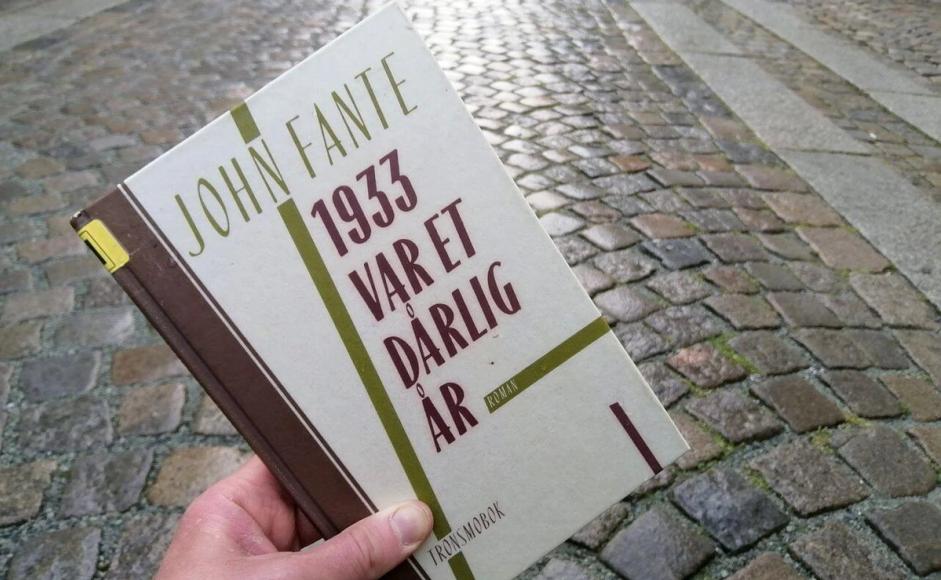 JOHN FANTE
1933
VAR ET
DÅRLIG
ÅR
ROMAN
TRONSMOBOK